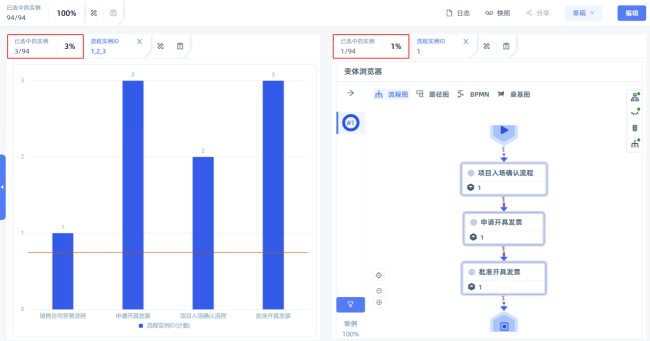 已选中的实例
94/94
100%
日志
快照
分享
草稿
编辑
已选中的实例
3/94
3%
流程实例ID
1,2,3
已选中的实例
1/94
1%
流程实例ID
1
3
2
1
0
1
3
2
3
销售合同签署流程
申请开具发票
项目入场确认流程
批准开具发票
流程实例ID(计数)
变体浏览器
流程图
路径图
BPMN
桑基图
#1
项目入场确认流程
1
申请开具发票
1
批准开具发票
1
案例
100%